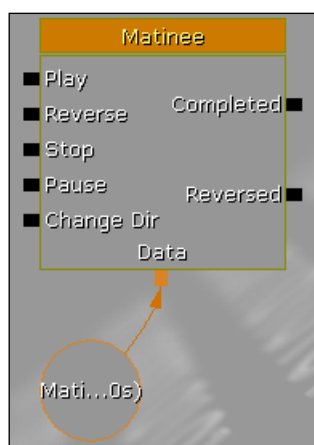 Matinee
Play
Reverse
Completed
Stop
Pause
Reversed
Change Dir
Data
Mati...0s)